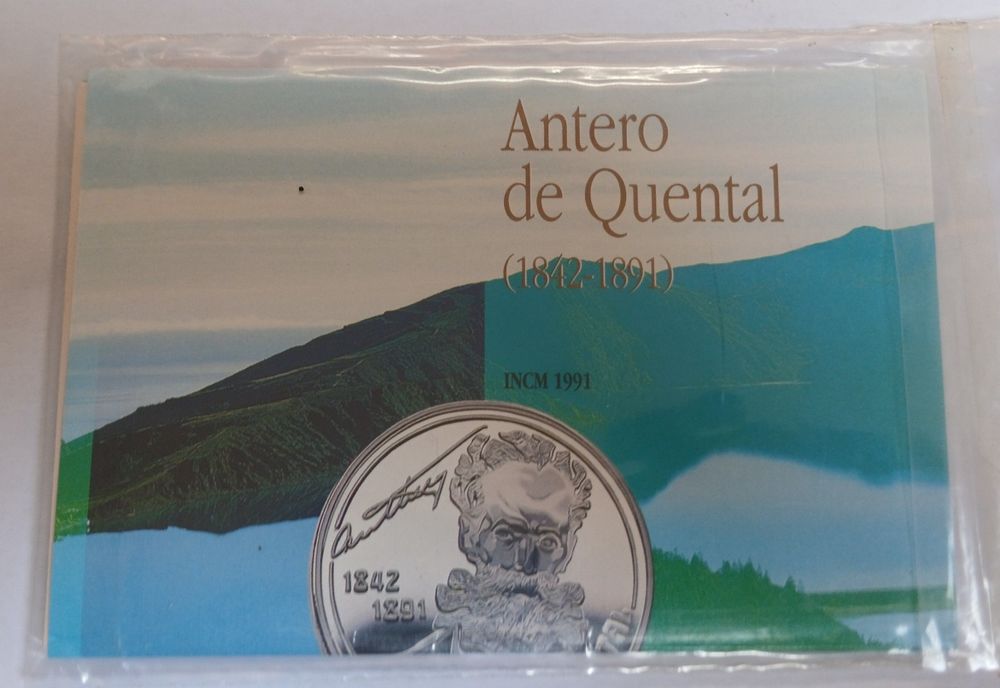 Antero
de Quental
(1842-1891)
INCM 1991
1842
1891